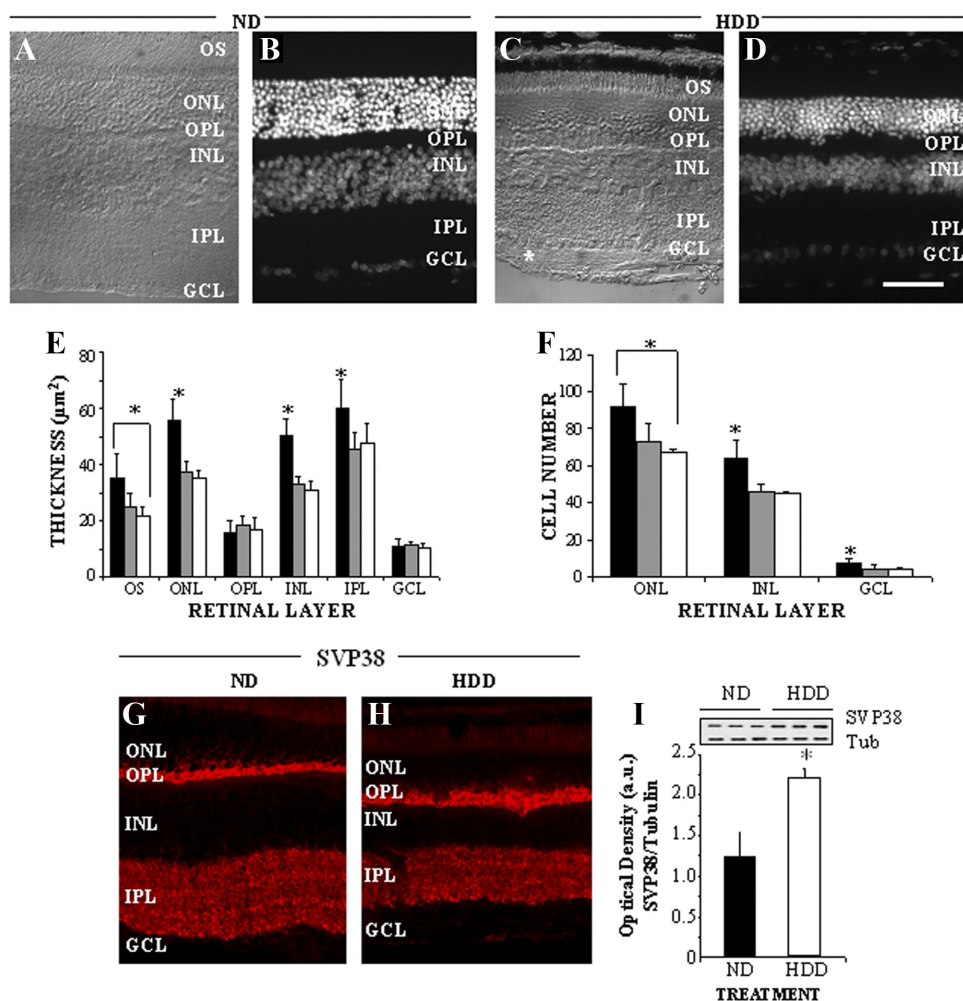 ND
HDD
A
OS
ONL
OPL
INL
IPL
GCL
B
ONL
OPL
INL
IPL
GCL
C
OS
ONL
OPL
INL
IPL
GCL
*
D
ONL
OPL
INL
IPL
GCL
E
THICKNESS (µm²)
80
60
40
20
0
*
*
*
*
OS ONL OPL INL IPL GCL
RETINAL LAYER
F
CELL NUMBER
120
100
80
60
40
20
0
*
*
*
ONL INL GCL
RETINAL LAYER
SVP38
ND
HDD
G
ONL
OPL
INL
IPL
GCL
H
ONL
OPL
INL
IPL
GCL
I
ND HDD
SVP38
Tub
Optical Density (a.u.)
SVP38/Tubulin
2.5
2.0
1.5
1.0
0.5
0
*
ND HDD
TREATMENT